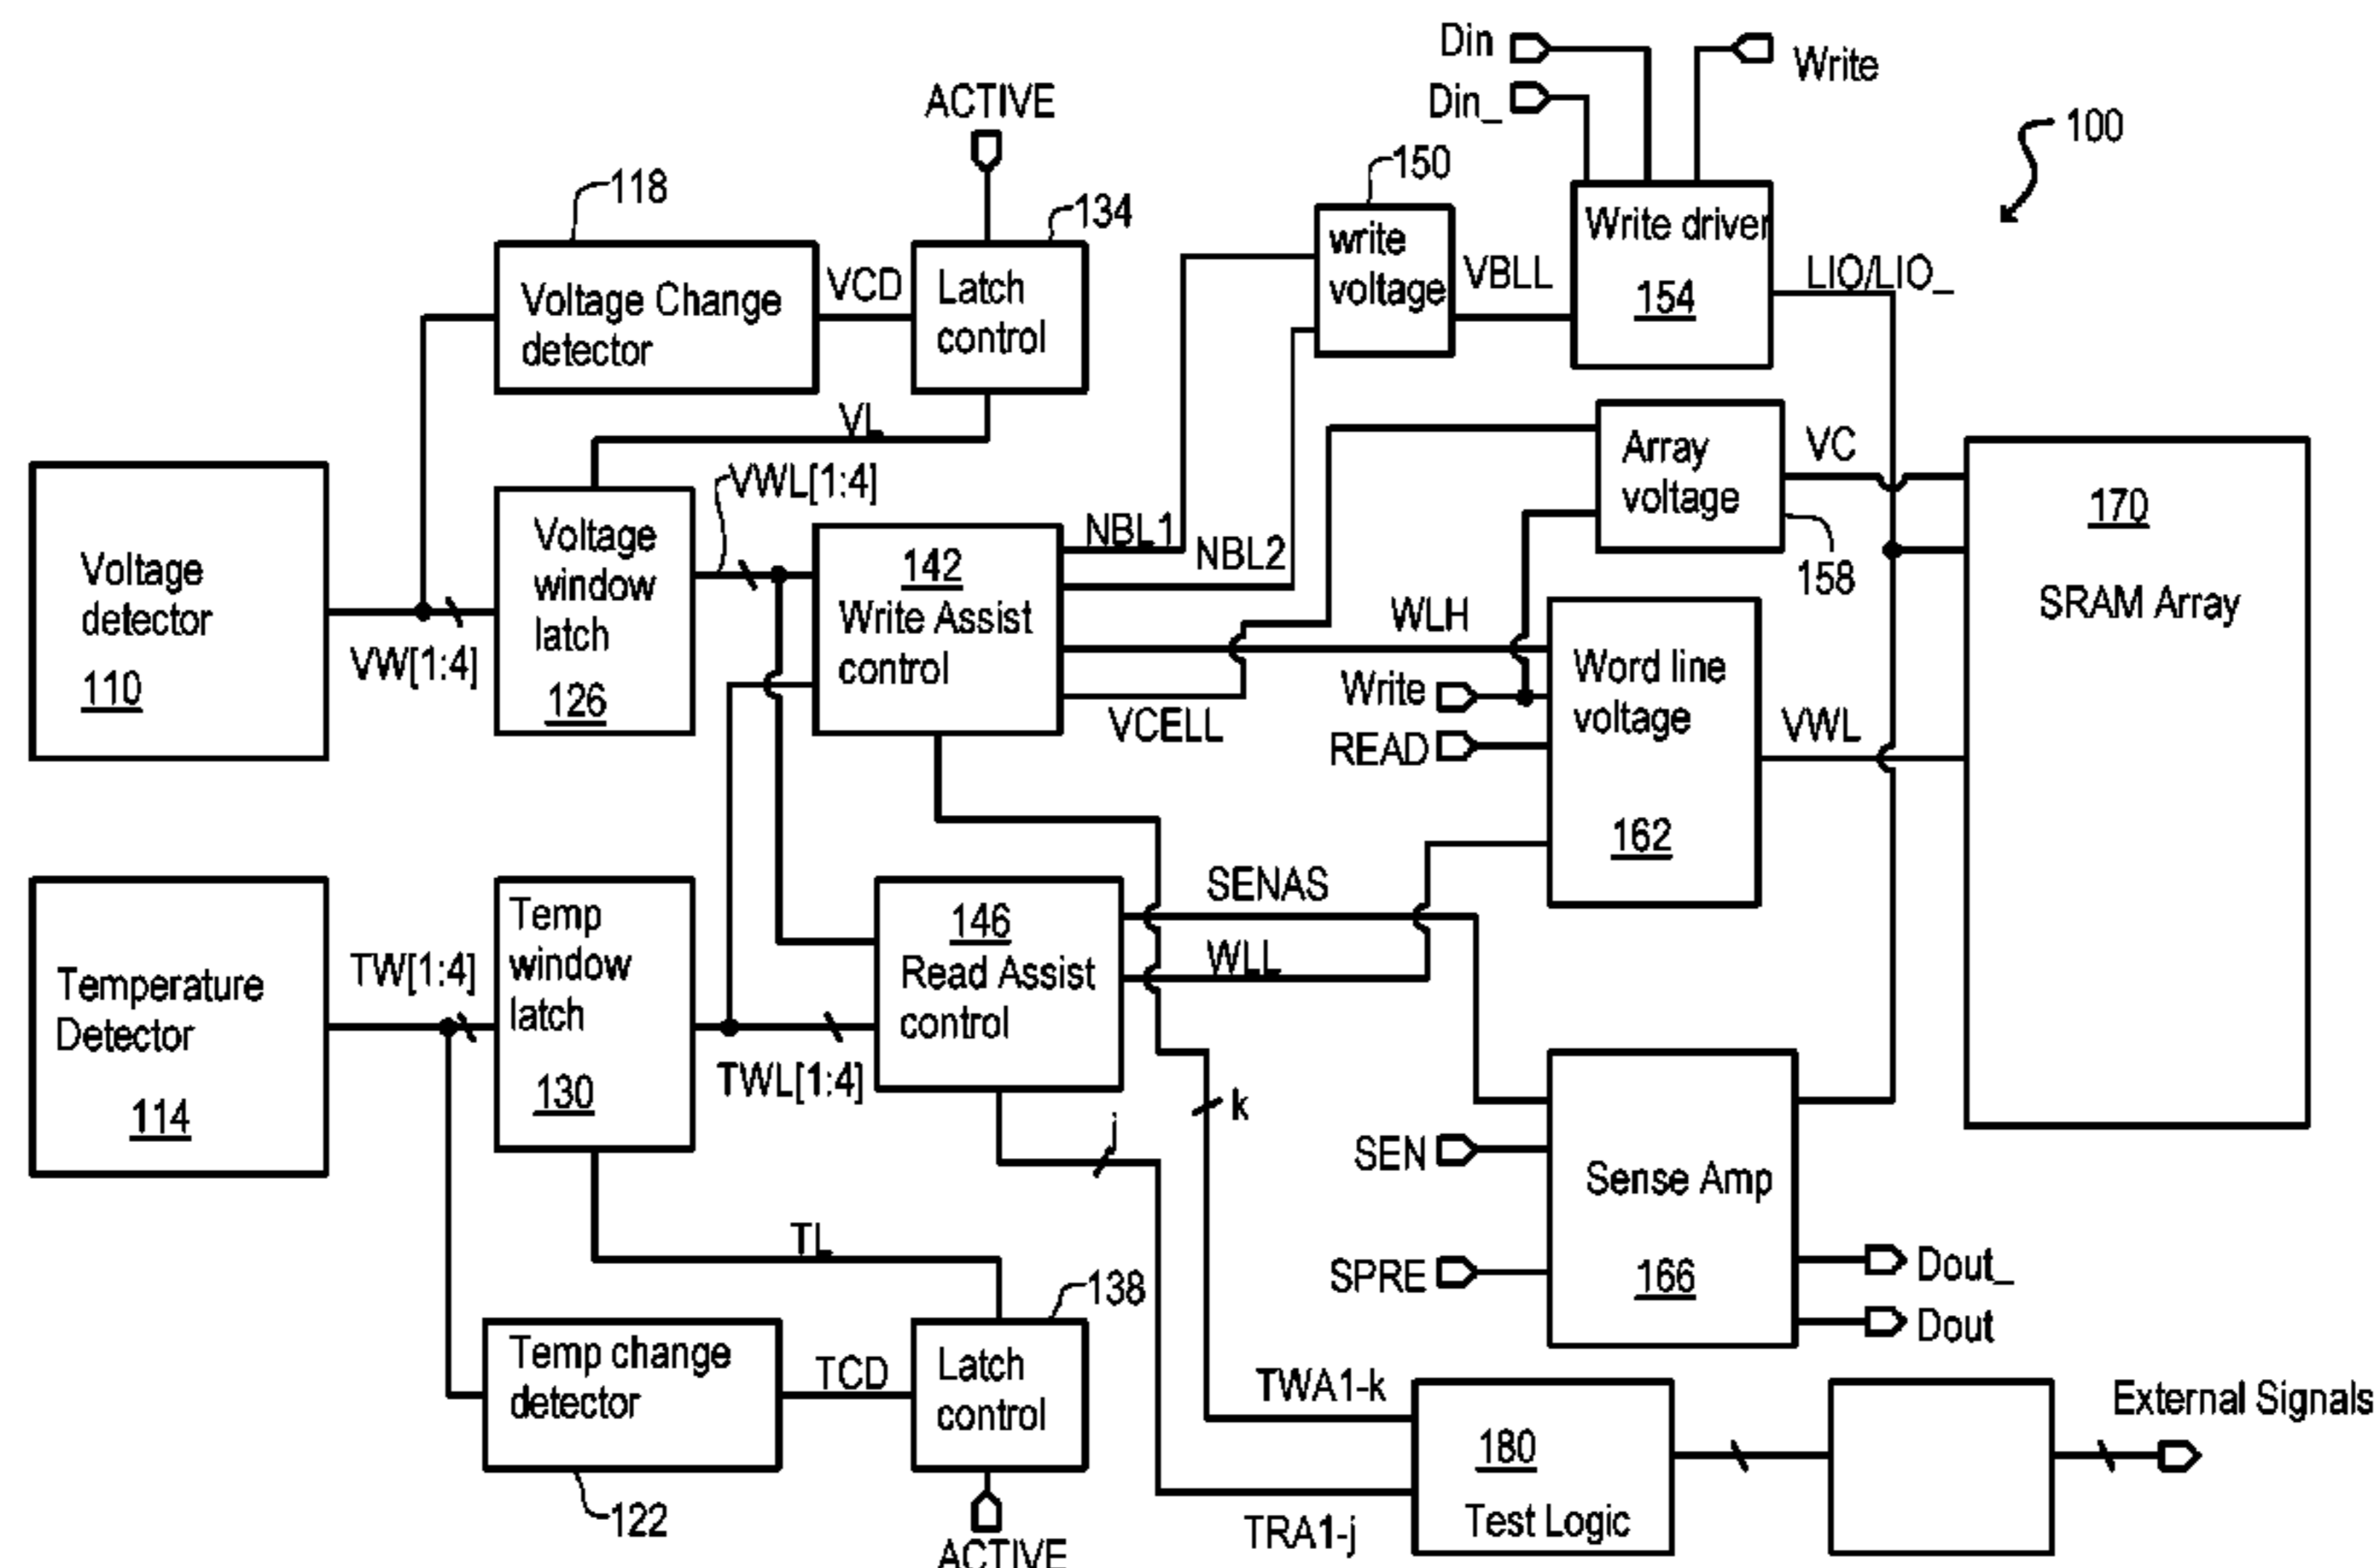 Din
Write
Din_
ACTIVE
100
150
118
134
Write driver
154
write
voltage
VBLL
LIO/LIO_
Voltage Change
detector
VCD
Latch
control
VL
Array
voltage
VC
158
VWL[1:4]
Voltage
detector
110
VW[1:4]
Voltage
window
latch
126
142
Write Assist
control
NBL1
NBL2
WLH
VCELL
Write
READ
Word line
voltage
162
VWL
170
SRAM Array
Temperature
Detector
114
TW[1:4]
Temp
window
latch
130
TWL[1:4]
146
Read Assist
control
SENAS
WLL
k
j
SEN
SPRE
Sense Amp
166
Dout_
Dout
TL
138
Temp change
detector
TCD
Latch
control
122
ACTIVE
TWA1-k
TRA1-j
180
Test Logic
External Signals